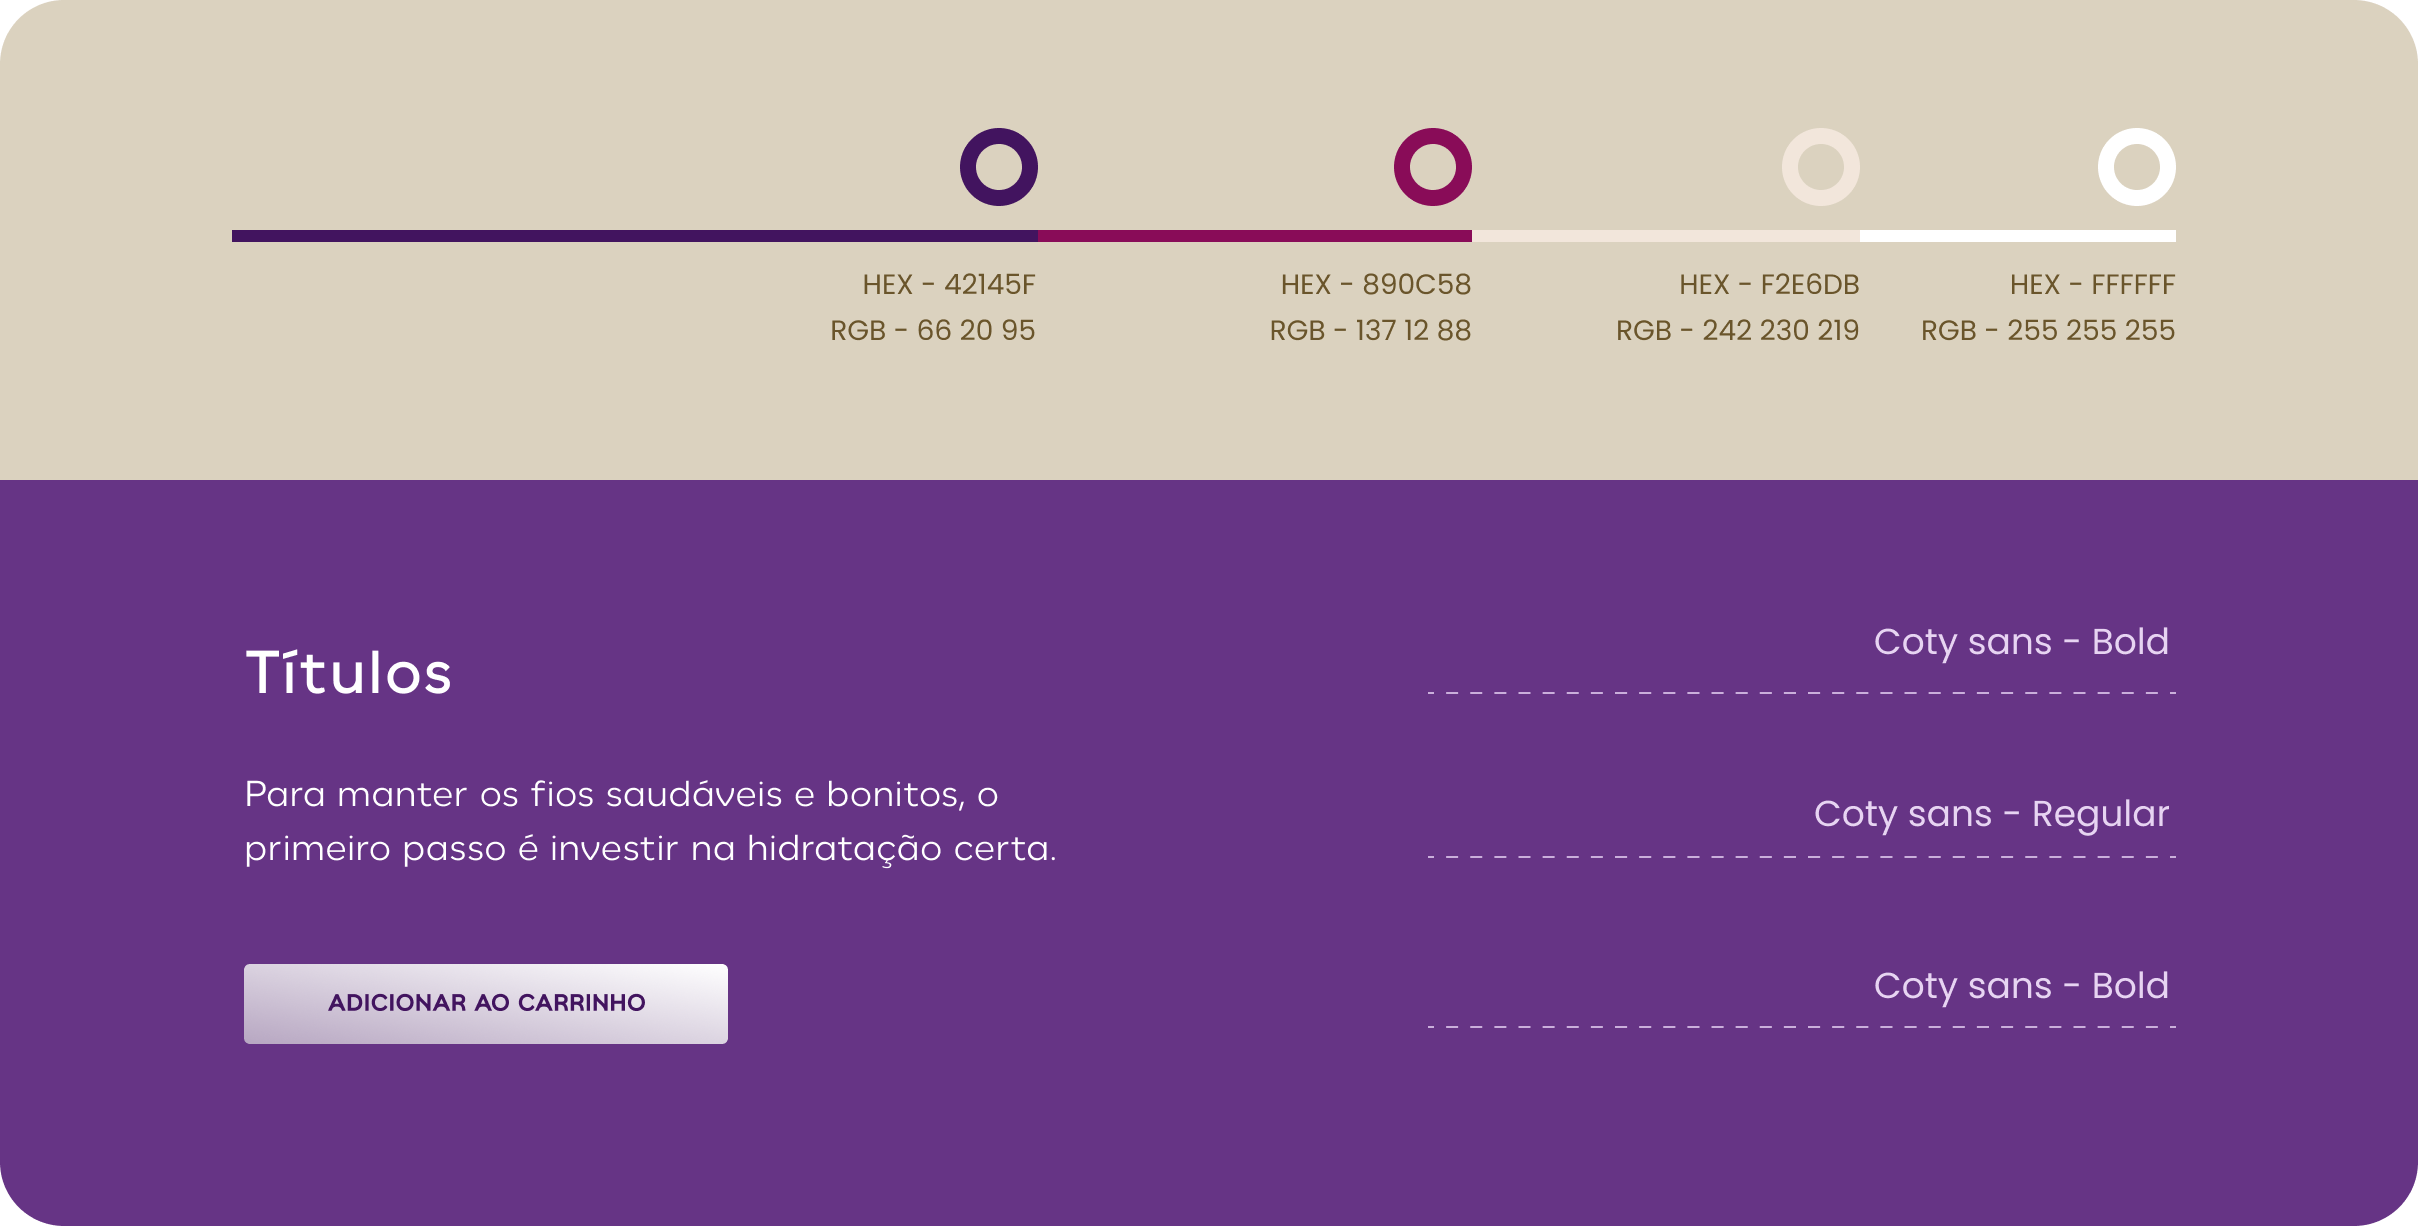 HEX - 42145F
RGB - 66 20 95
HEX - 890C58
RGB - 137 12 88
HEX - F2E6DB
RGB - 242 230 219
HEX - FFFFFF
RGB - 255 255 255
Títulos
Coty sans - Bold
Para manter os fios saudáveis e bonitos, o
primeiro passo é investir na hidratação certa.
Coty sans - Regular
ADICIONAR AO CARRINHO
Coty sans - Bold